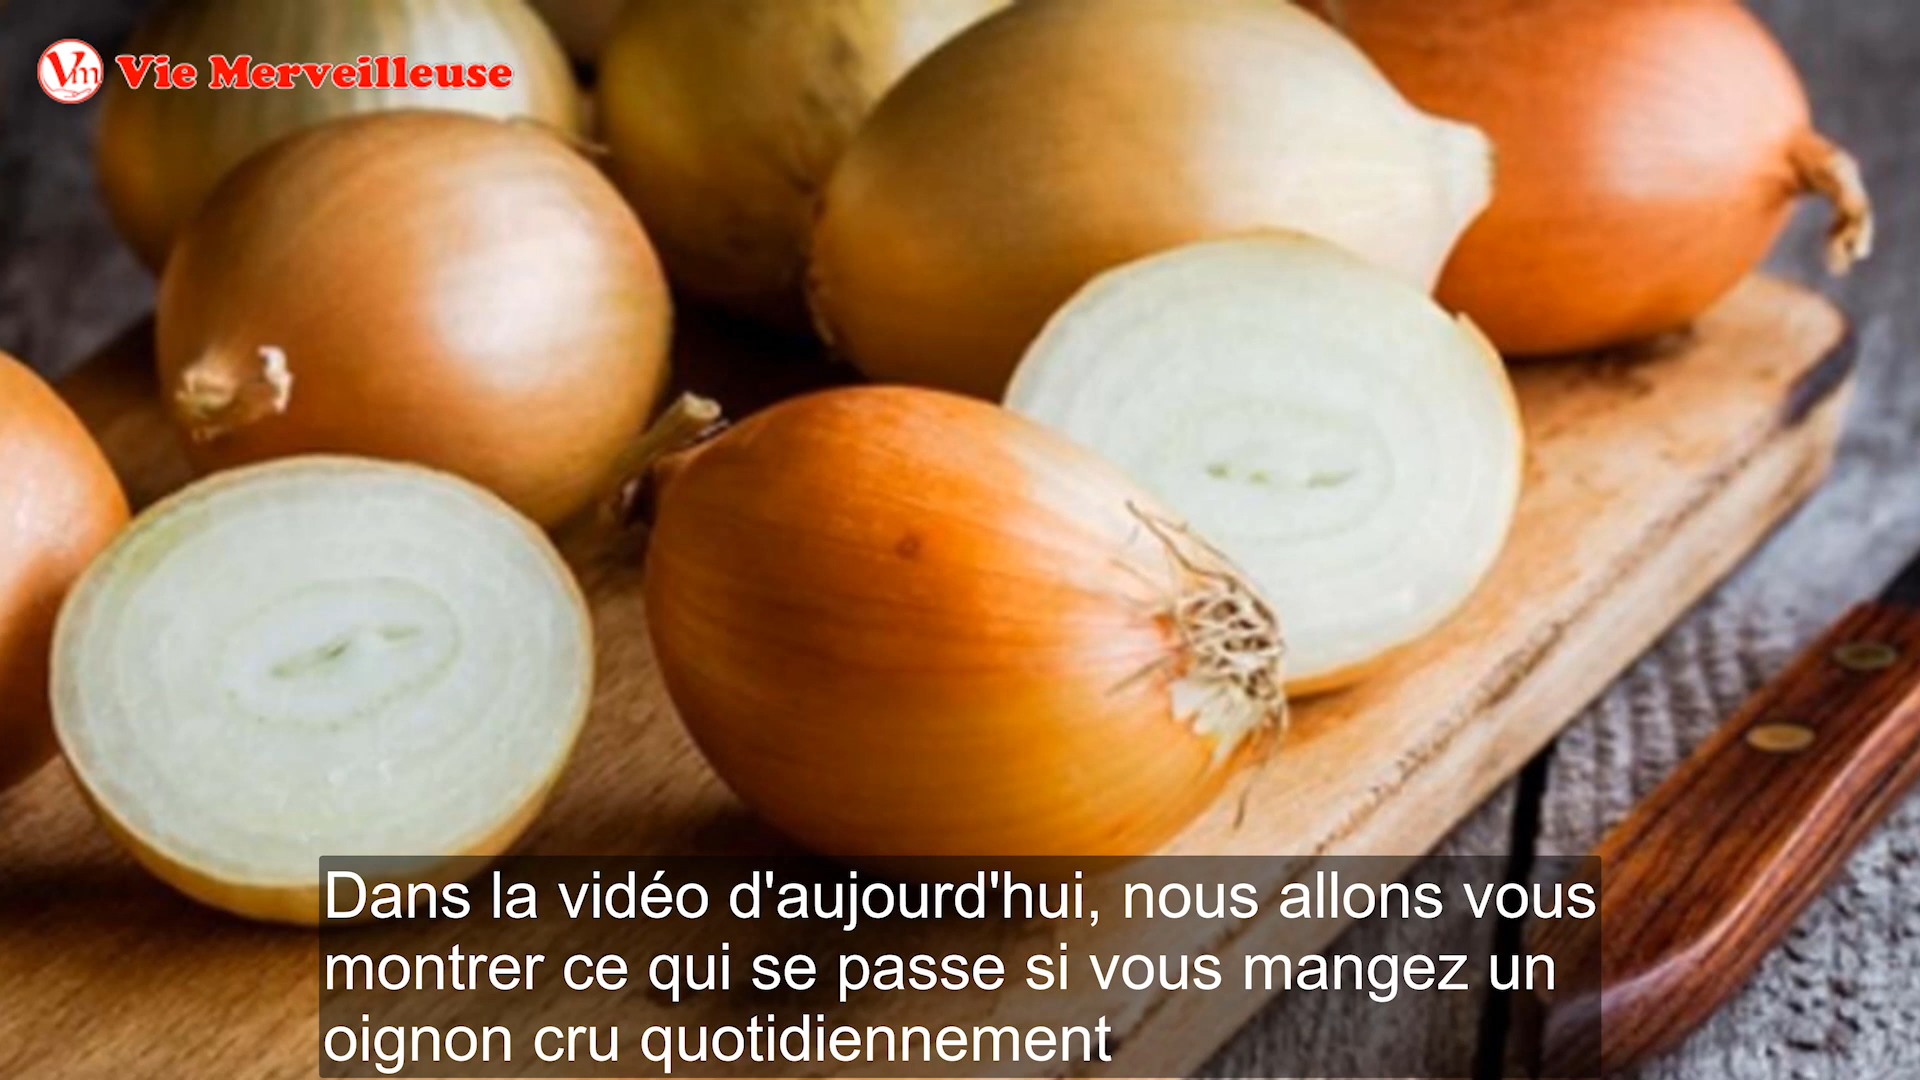 Vm Vie Merveilleuse
Dans la vidéo d'aujourd'hui, nous allons vous
montrer ce qui se passe si vous mangez un
oignon cru quotidiennement